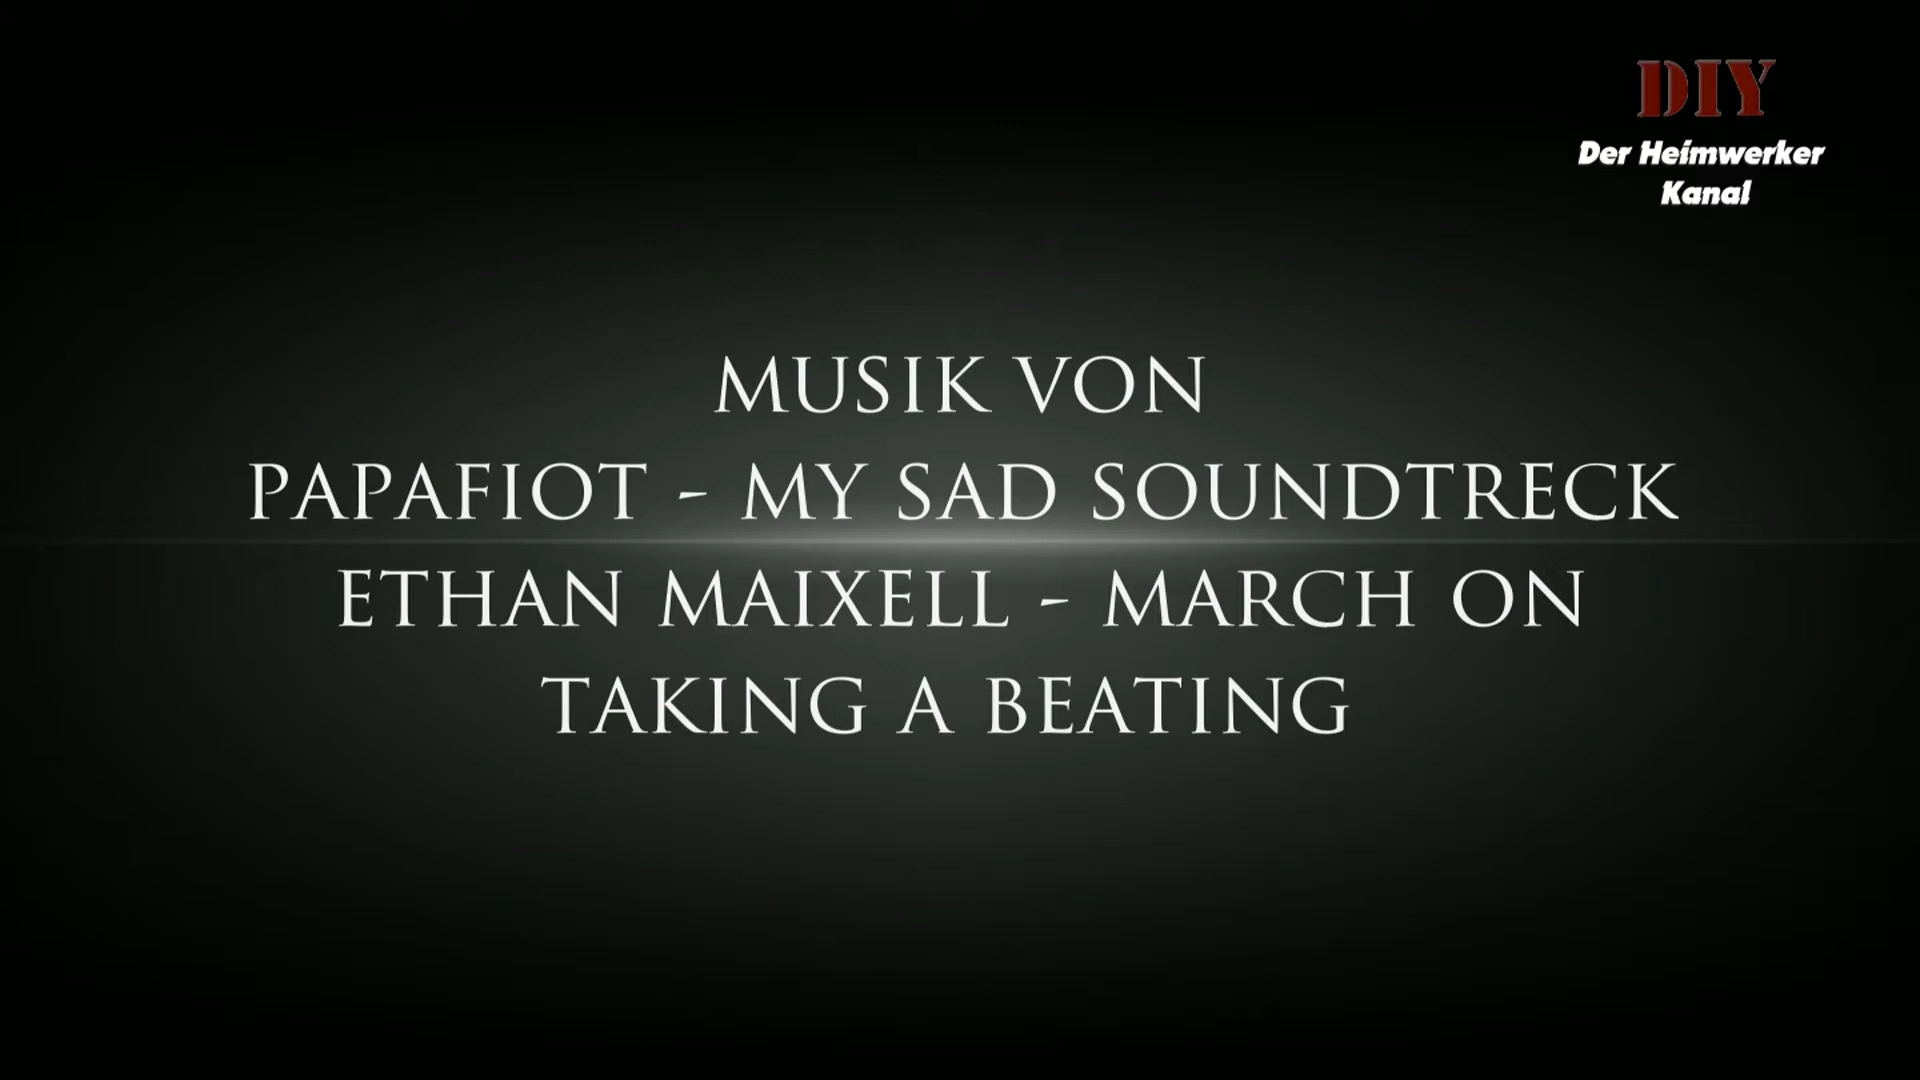 DIY
Der Heimwerker
Kanal
MUSIK VON
PAPAFIOT - MY SAD SOUNDTRECK
ETHAN MAIXELL - MARCH ON
TAKING A BEATING